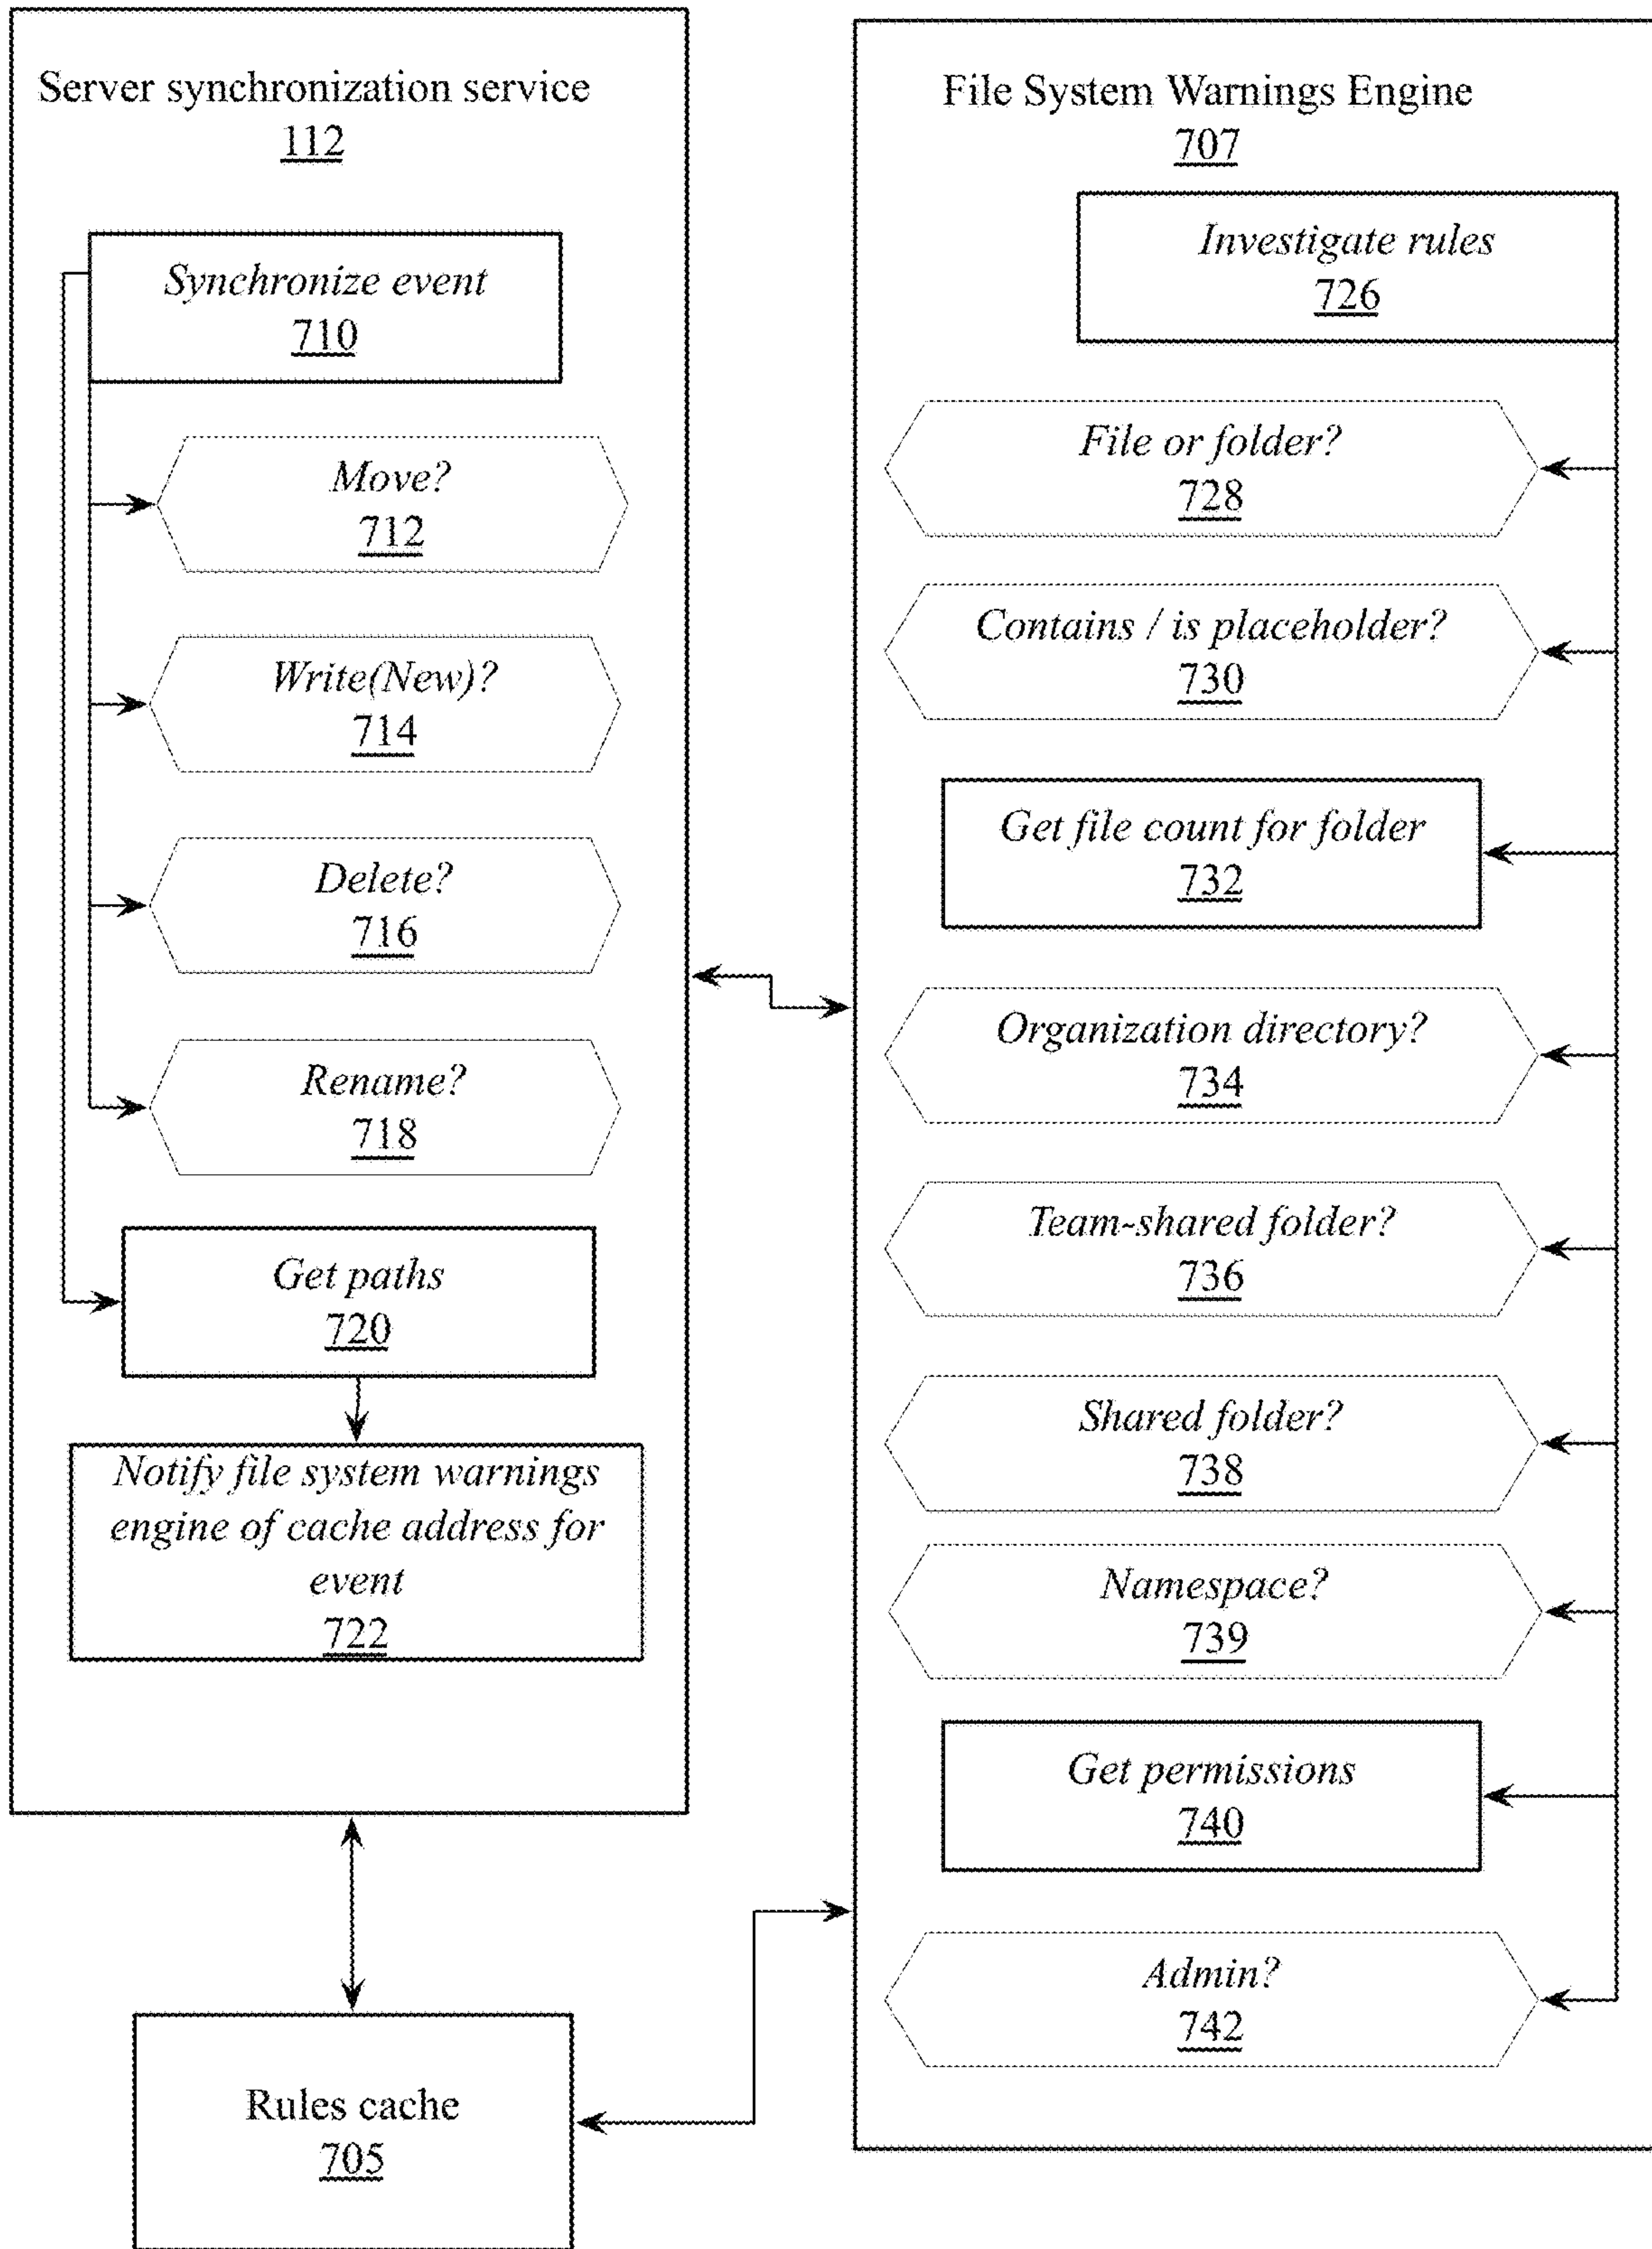 Server synchronization service
112
Synchronize event
710
Move?
712
Write(New)?
714
Delete?
716
Rename?
718
Get paths
720
Notify file system warnings
engine of cache address for
event
722
Rules cache
705
File System Warnings Engine
707
Investigate rules
726
File or folder?
728
Contains / is placeholder?
730
Get file count for folder
732
Organization directory?
734
Team-shared folder?
736
Shared folder?
738
Namespace?
739
Get permissions
740
Admin?
742